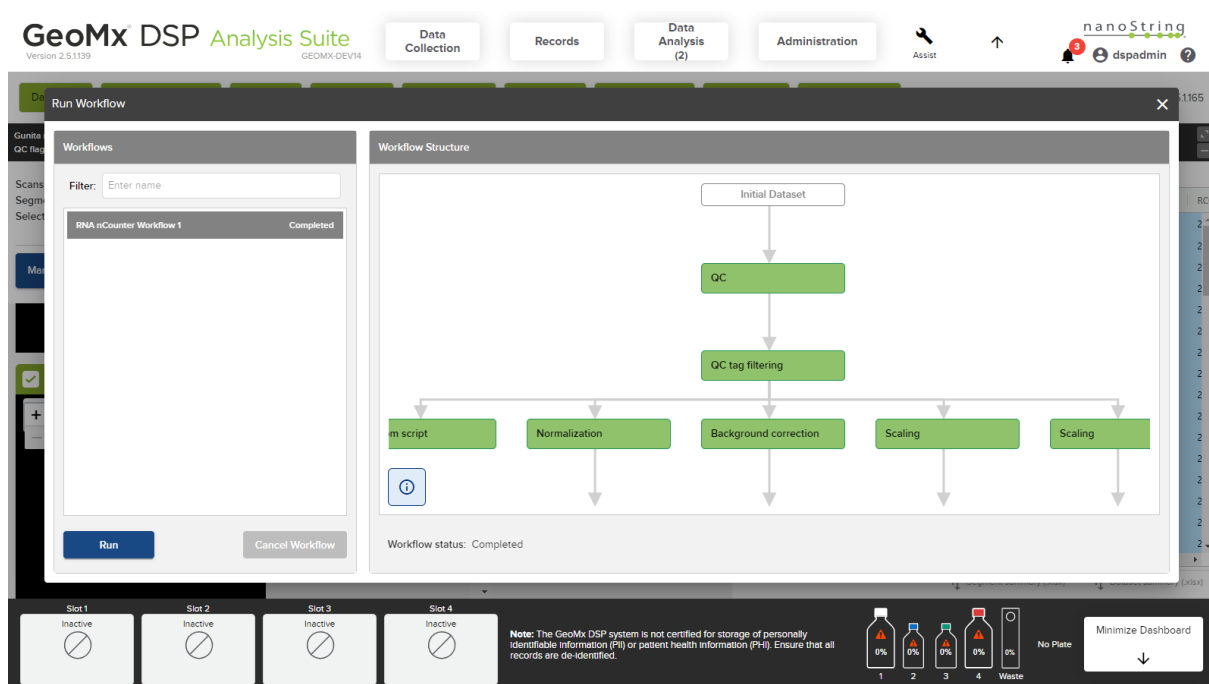 GeoMx® DSP Analysis Suite
Version 2.5.1.139
GEOMX-DEV14
Data
Collection
Records
Data
Analysis
(2)
Administration
Assist
nanoString
3
dspadmin
Run Workflow
Gunita
QC flag
Scans
Segm
Select
Workflows
Filter: Enter name
RNA nCounter Workflow 1 Completed
Run
Cancel Workflow
Workflow Structure
Initial Dataset
QC
QC tag filtering
m script
Normalization
Background correction
Scaling
Scaling
Workflow status: Completed
Slot 1
Inactive
Slot 2
Inactive
Slot 3
Inactive
Slot 4
Inactive
Note: The GeoMx DSP system is not certified for storage of personally
identifiable information (PII) or patient health information (PHI). Ensure that all
records are de-identified.
0%
0%
0%
0%
0%
1
2
3
4
Waste
No Plate
Minimize Dashboard